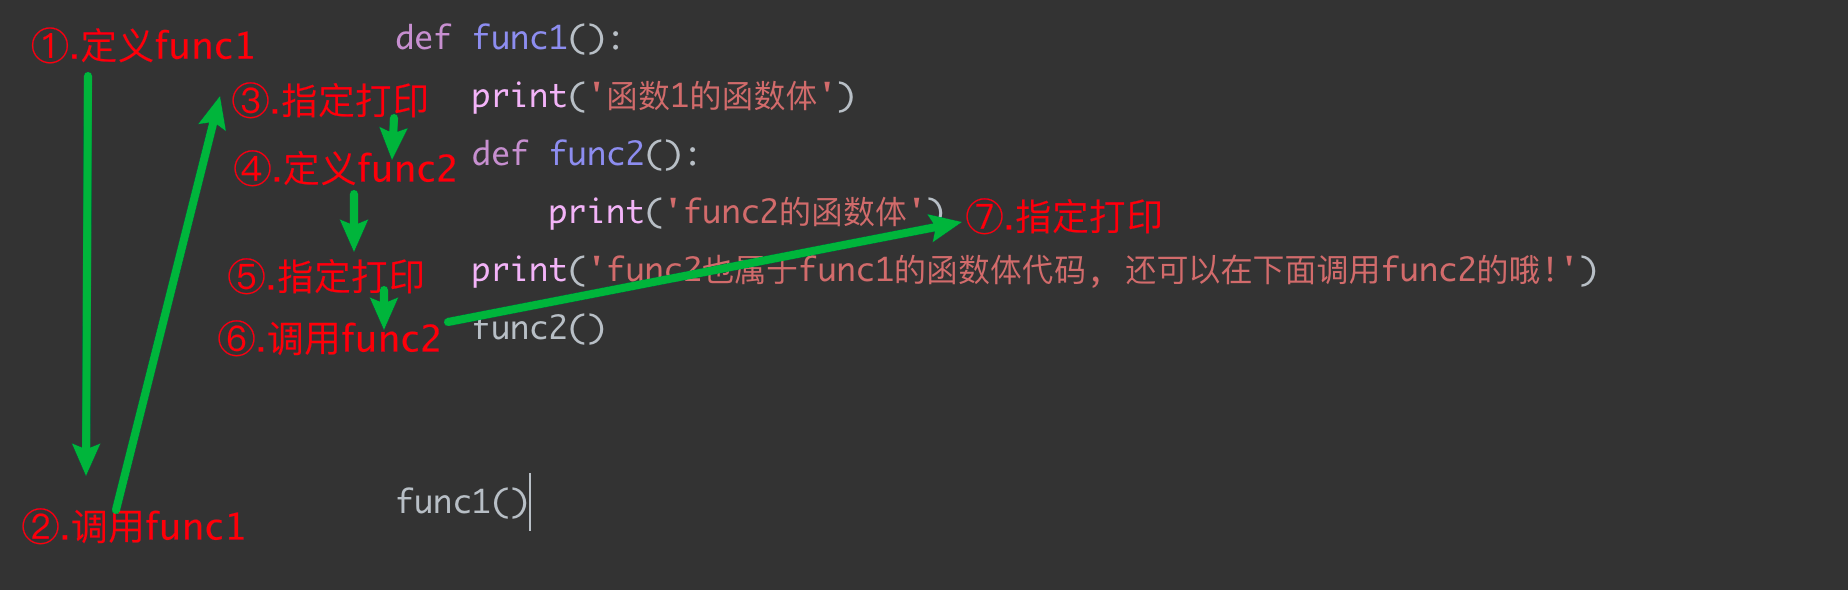 ①.定义func1
def func1():
③.指定打印
print('函数1的函数体')
④.定义func2
def func2():
print('func2的函数体')
⑦.指定打印
⑤.指定打印
print('func2也属于func1的函数体代码, 还可以在下面调用func2的哦!')
⑥.调用func2
func2()
②.调用func1
func1()